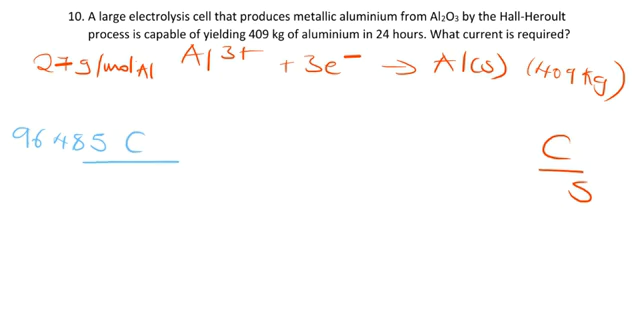 10. A large electrolysis cell that produces metallic aluminium from Al₂O₃ by the Hall-Heroult
process is capable of yielding 409 kg of aluminium in 24 hours. What current is required?
27g/mol Al Al 3+ + 3e⁻ → Al(s) (409 Kg)
96485 C
C
s